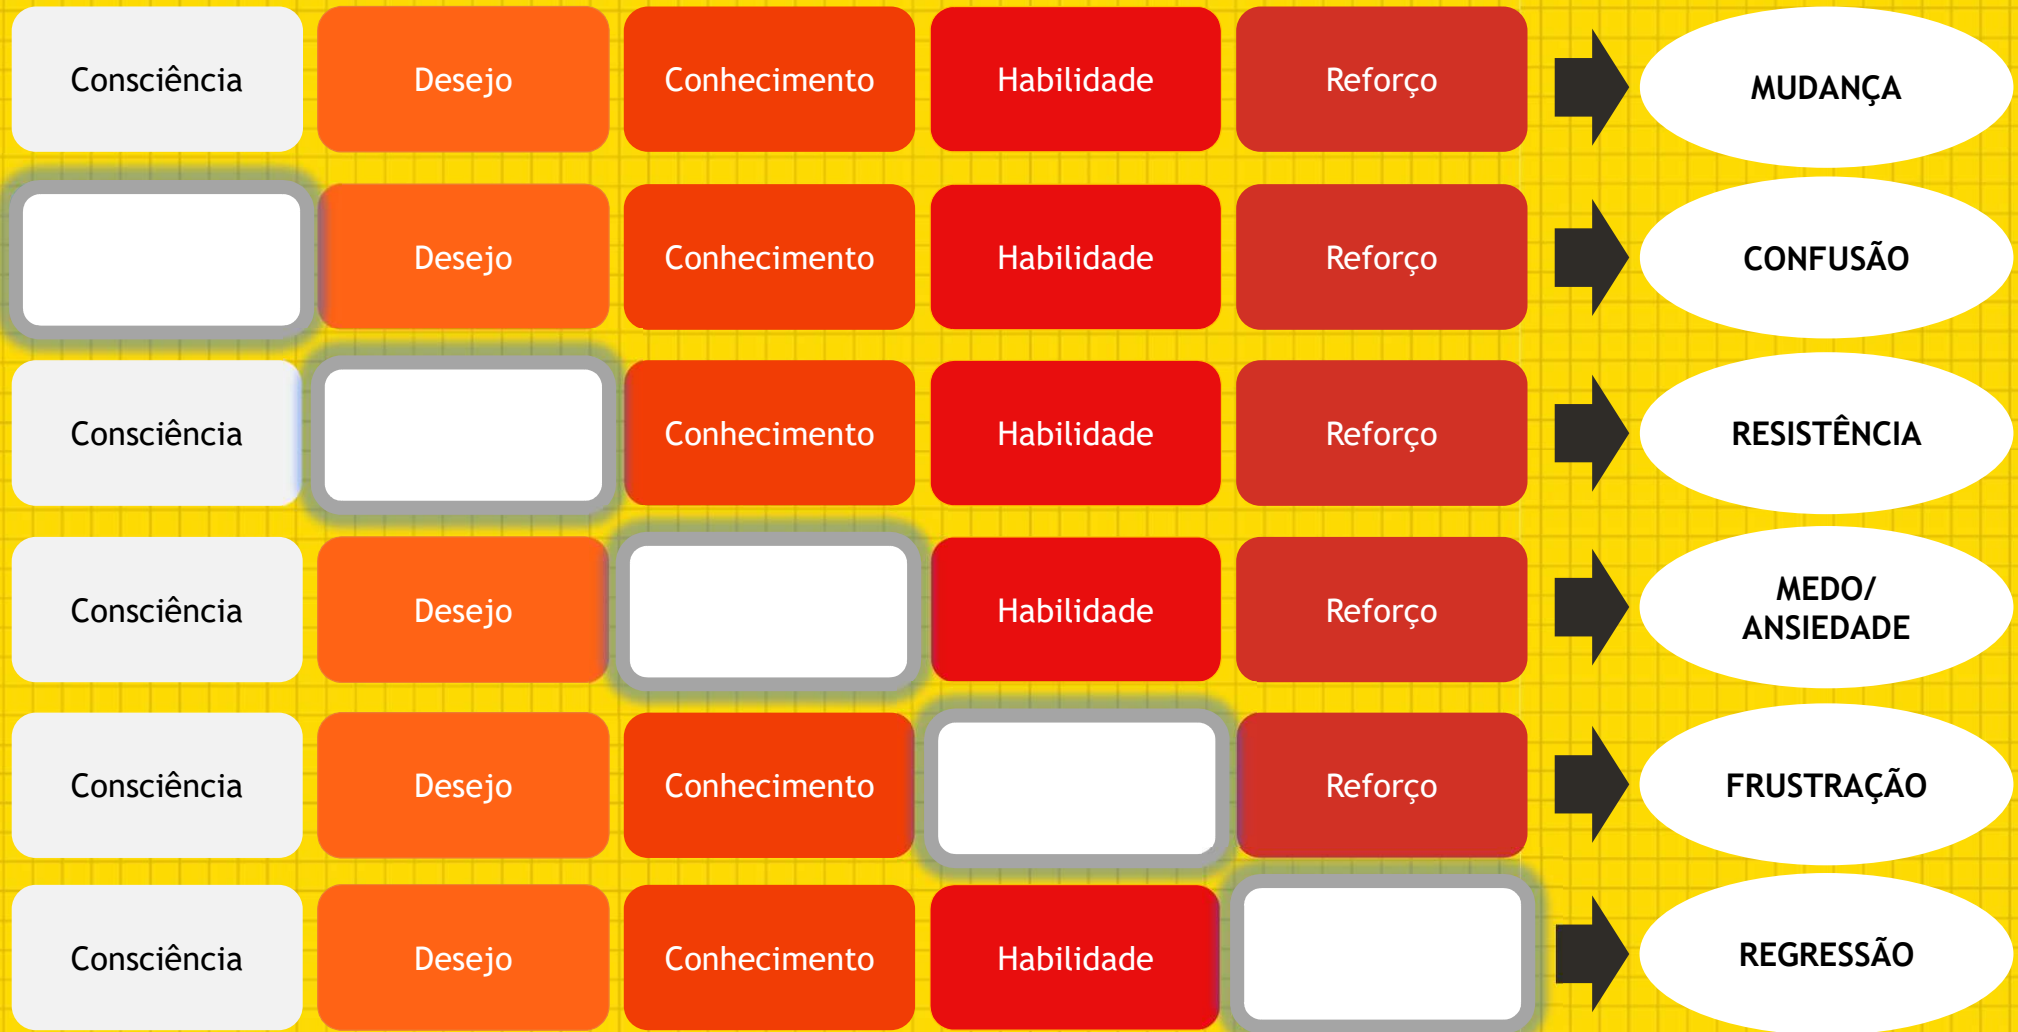 Consciência Desejo Conhecimento Habilidade Reforço MUDANÇA
Desejo Conhecimento Habilidade Reforço CONFUSÃO
Consciência Conhecimento Habilidade Reforço RESISTÊNCIA
Consciência Desejo Habilidade Reforço MEDO/
ANSIEDADE
Consciência Desejo Conhecimento Reforço FRUSTRAÇÃO
Consciência Desejo Conhecimento Habilidade REGRESSÃO